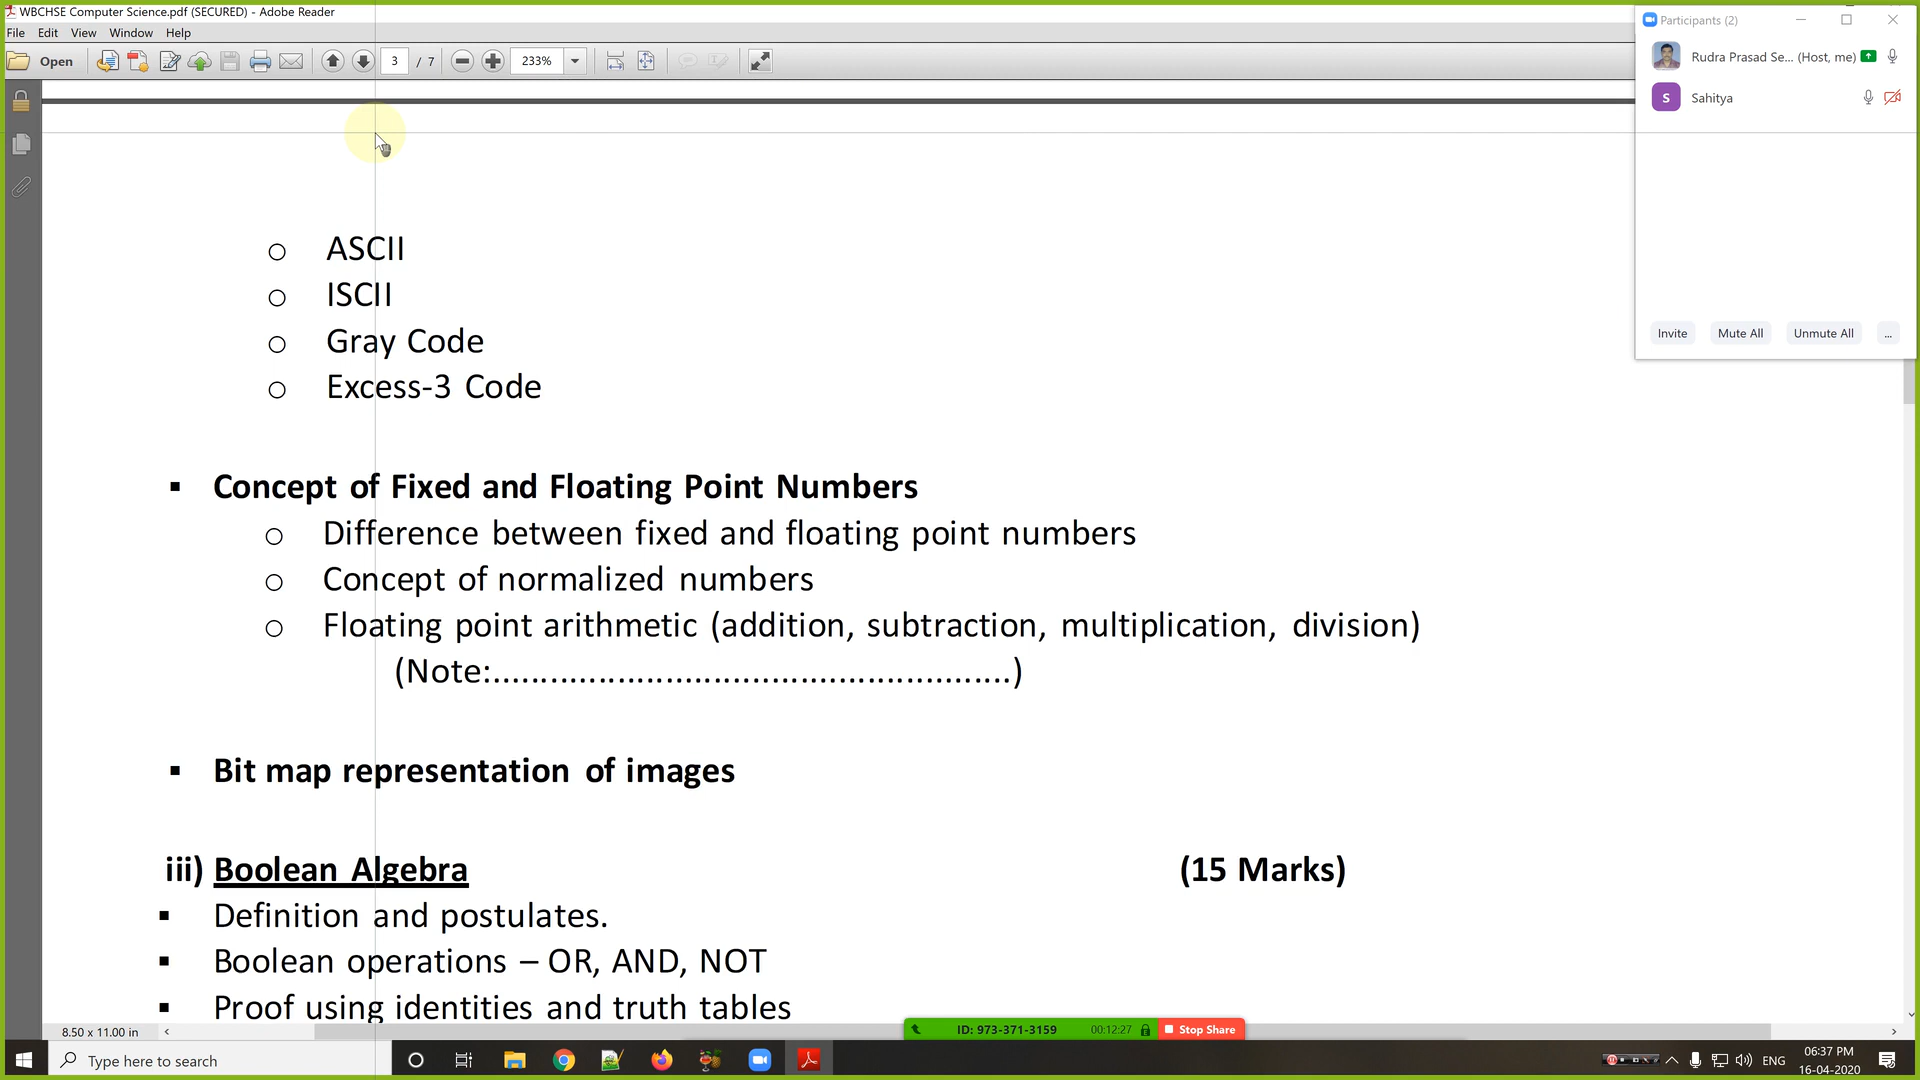 WBCHSE Computer Science.pdf (SECURED) - Adobe Reader
File Edit View Window Help
Open 3 / 7 233%
Participants (2)
Rudra Prasad Se... (Host, me)
S Sahitya
Invite Mute All Unmute All ...
ASCII
ISCII
Gray Code
Excess-3 Code
Concept of Fixed and Floating Point Numbers
Difference between fixed and floating point numbers
Concept of normalized numbers
Floating point arithmetic (addition, subtraction, multiplication, division)
(Note:......................................................)
Bit map representation of images
iii) Boolean Algebra (15 Marks)
Definition and postulates.
Boolean operations – OR, AND, NOT
Proof using identities and truth tables
8.50 x 11.00 in
ID: 973-371-3159 00:12:27 Stop Share
Type here to search
ENG
06:37 PM
16-04-2020